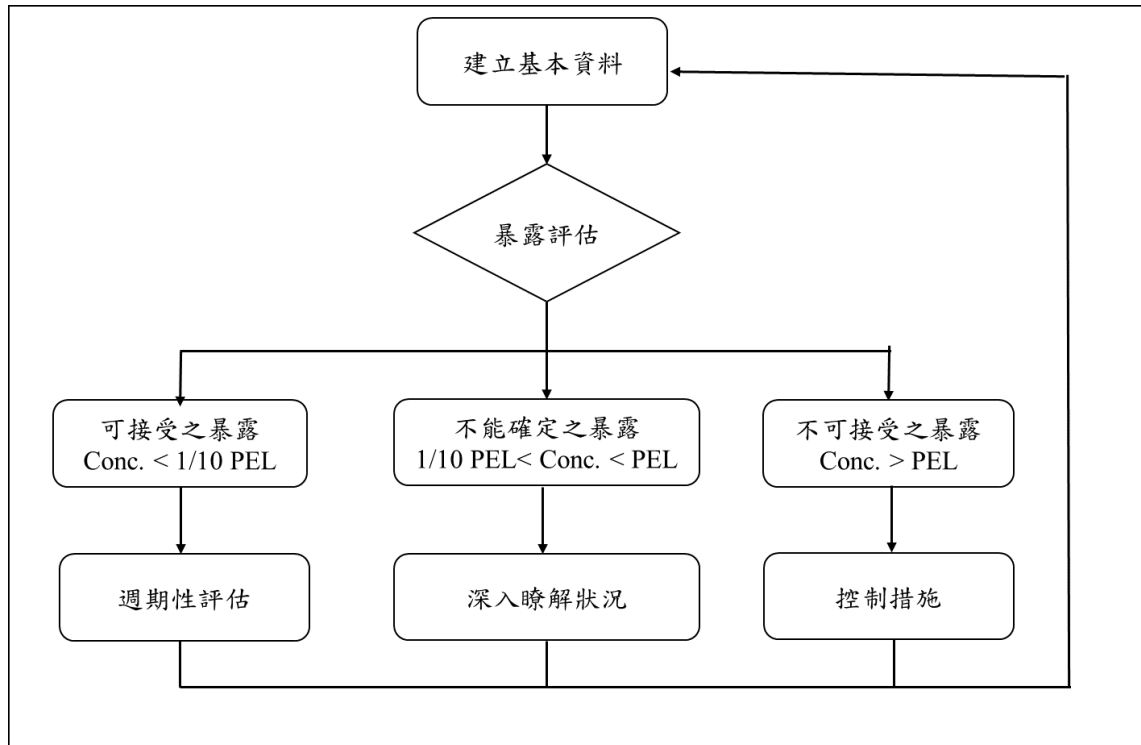 建立基本資料
暴露評估
可接受之暴露
Conc. < 1/10 PEL
不能確定之暴露
1/10 PEL< Conc. < PEL
不可接受之暴露
Conc. > PEL
週期性評估
深入瞭解狀況
控制措施